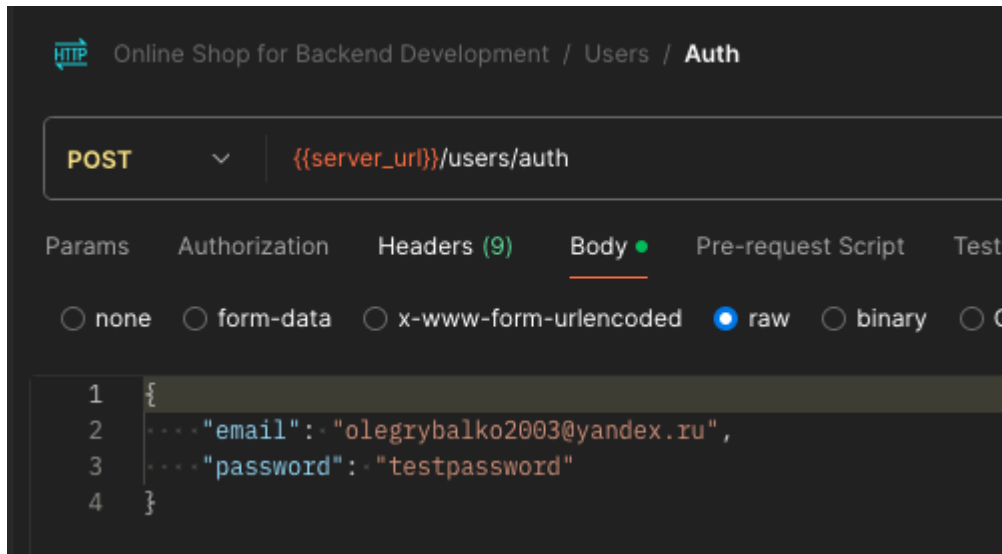 HTTP Online Shop for Backend Development / Users / Auth
POST {{server_url}}/users/auth
Params Authorization Headers (9) Body Pre-request Script Test
none form-data x-www-form-urlencoded raw binary
1 {
2 "email": "olegrybalko2003@yandex.ru",
3 "password": "testpassword"
4 }